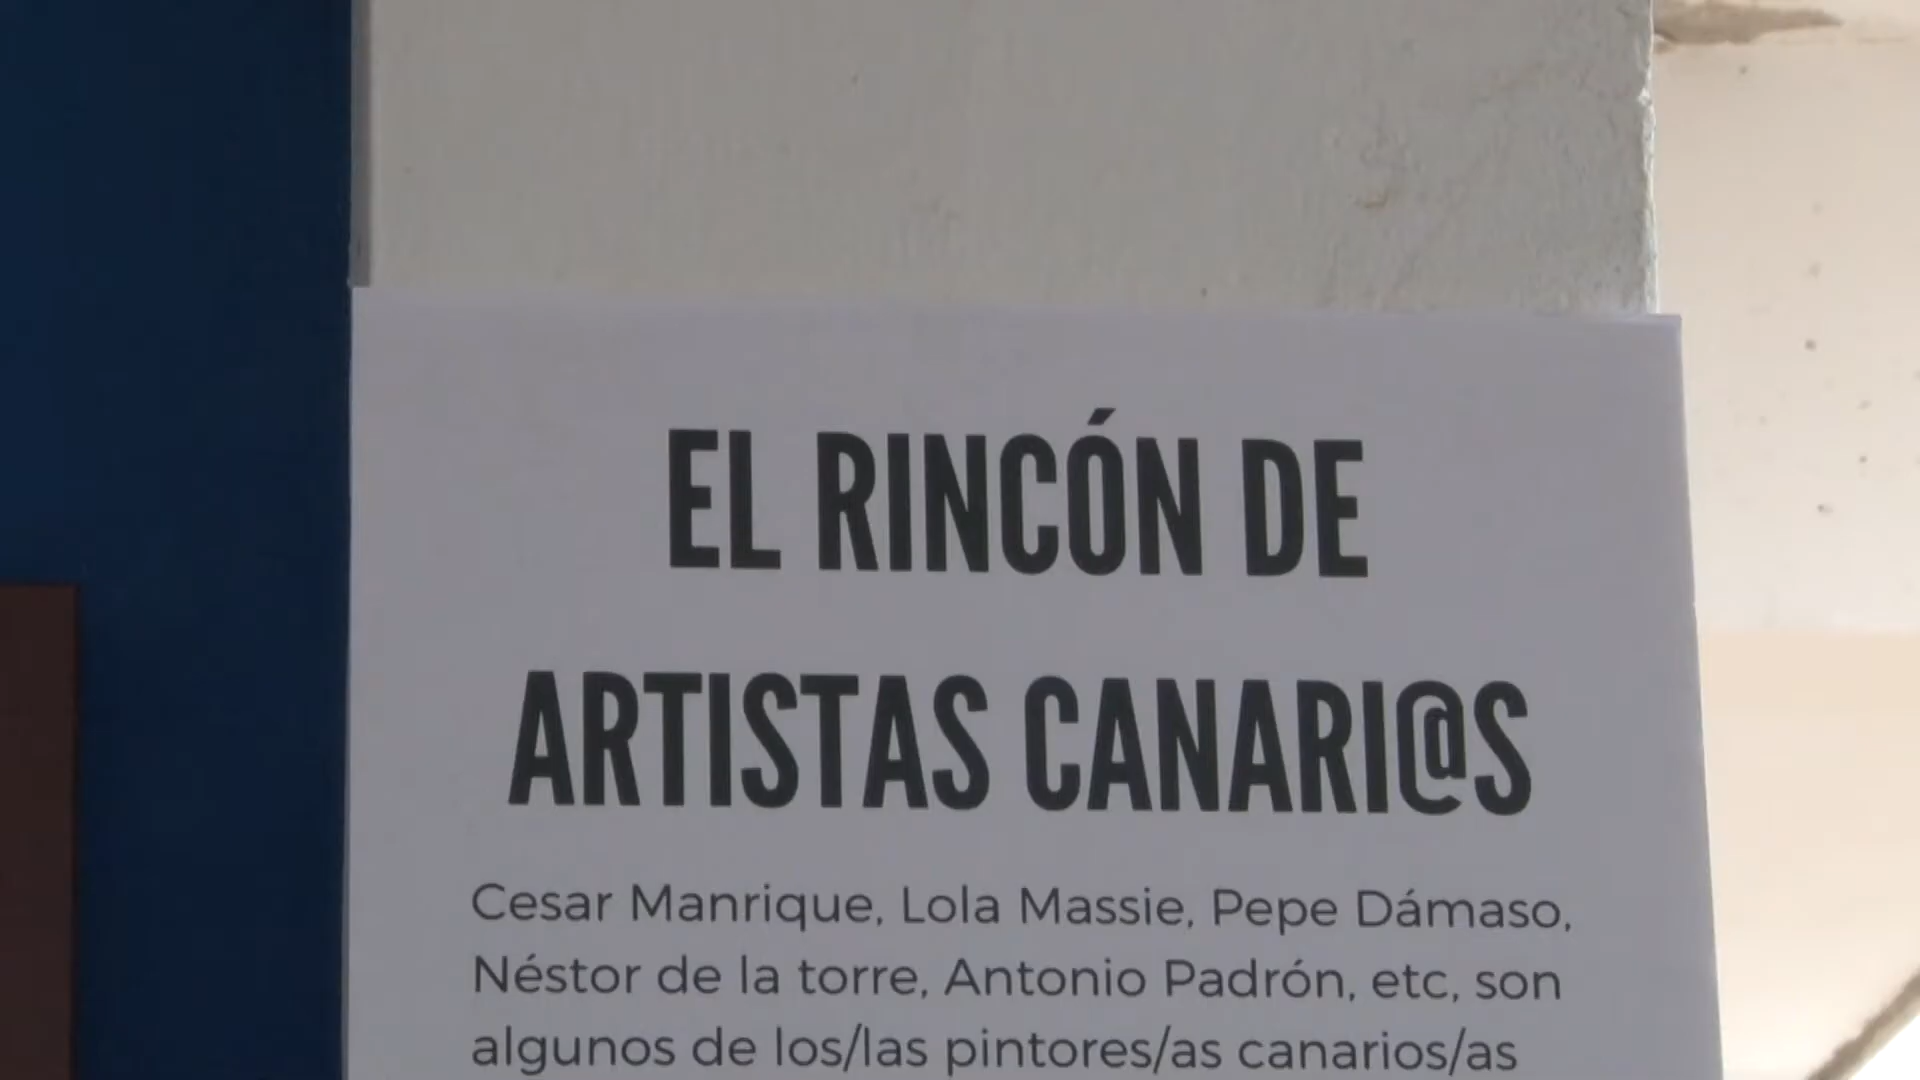 EL RINCÓN DE
ARTISTAS CANARI@S
Cesar Manrique, Lola Massie, Pepe Dámaso,
Néstor de la torre, Antonio Padrón, etc, son
algunos de los/las pintores/as canarios/as